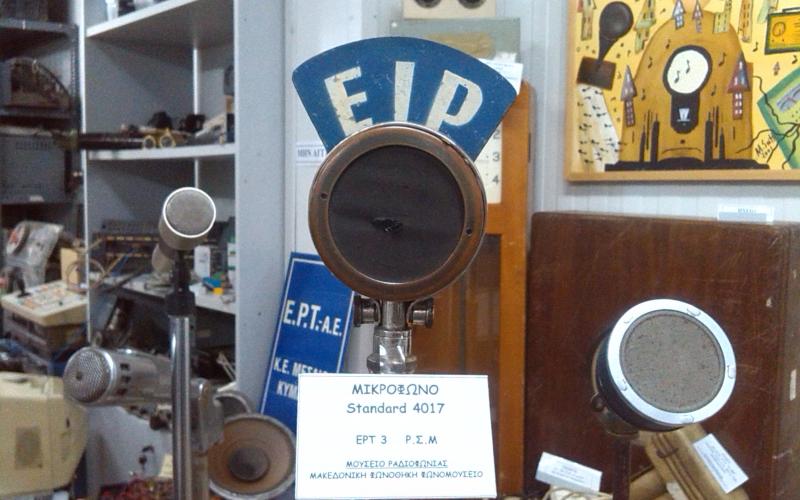 ΕΙΡ
Ε.Ρ.Τ.-Α.Ε.
Κ.Ε.
ΜΙΚΡΟΦΩΝΟ
Standard 4017
ΕΡΤ 3 Ρ.Σ.Μ
ΜΟΥΣΕΙΟ ΡΑΔΙΟΦΩΝΙΑΣ
ΜΑΚΕΔΟΝΙΚΗ ΦΩΝΟΘΗΚΗ ΦΩΝΟΜΟΥΣΕΙΟ